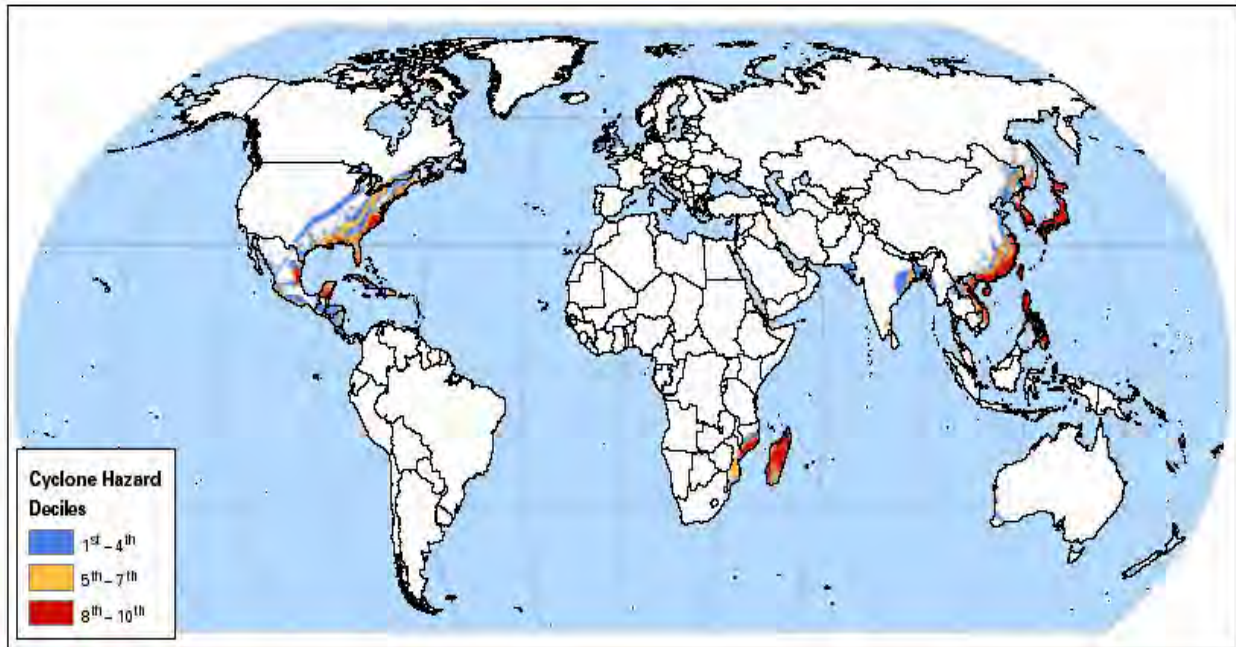 Cyclone Hazard
Deciles
1st – 4th
5th – 7th
8th – 10th